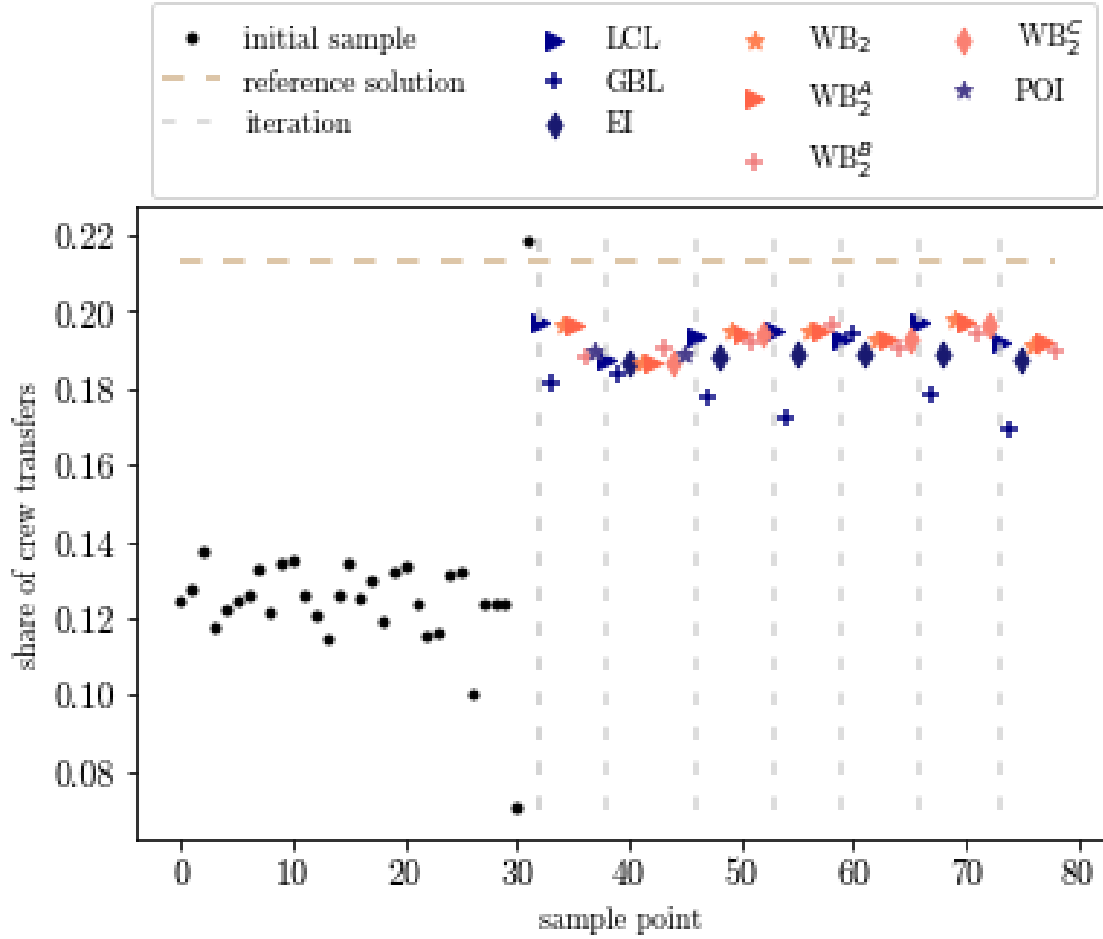 initial sample
reference solution
iteration
LCL
GBL
EI
WB₂
WB₂ᴬ
WB₂ᴮ
WB₂ᶜ
POI
share of crew transfers
0.22
0.20
0.18
0.16
0.14
0.12
0.10
0.08
0 10 20 30 40 50 60 70 80
sample point